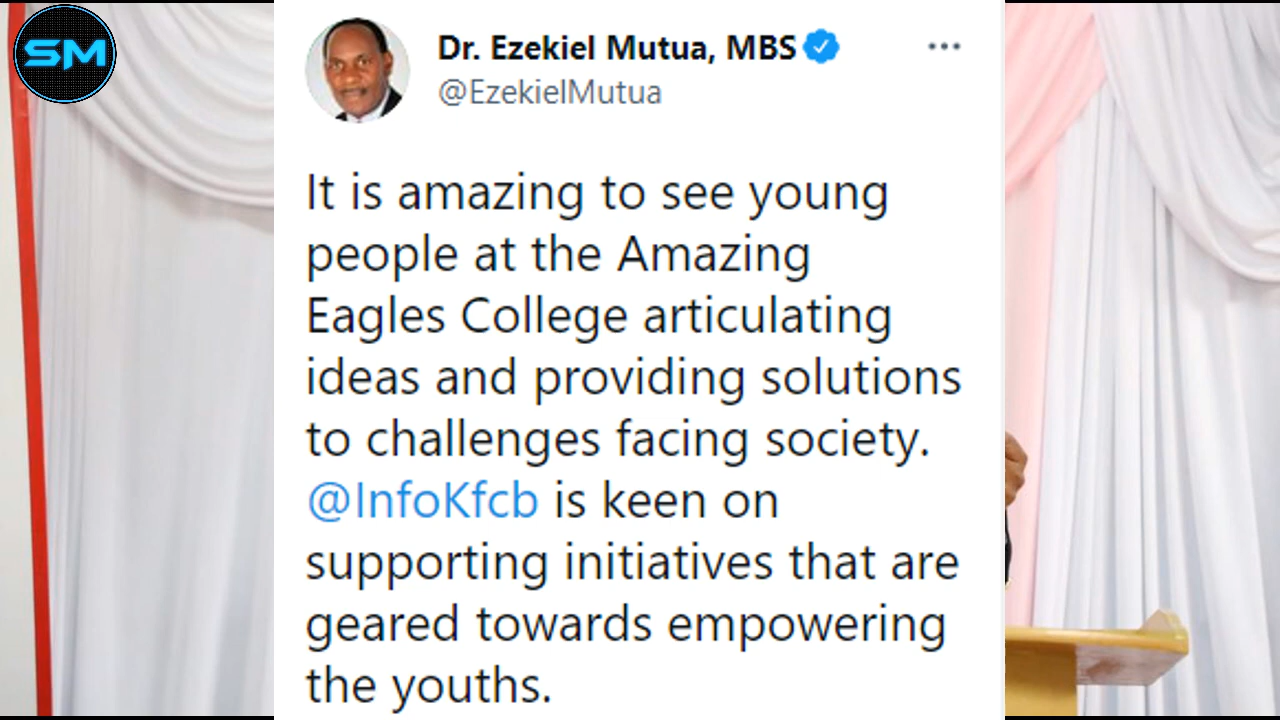 SM
Dr. Ezekiel Mutua, MBS
@EzekielMutua
It is amazing to see young
people at the Amazing
Eagles College articulating
ideas and providing solutions
to challenges facing society.
@InfoKfcb is keen on
supporting initiatives that are
geared towards empowering
the youths.